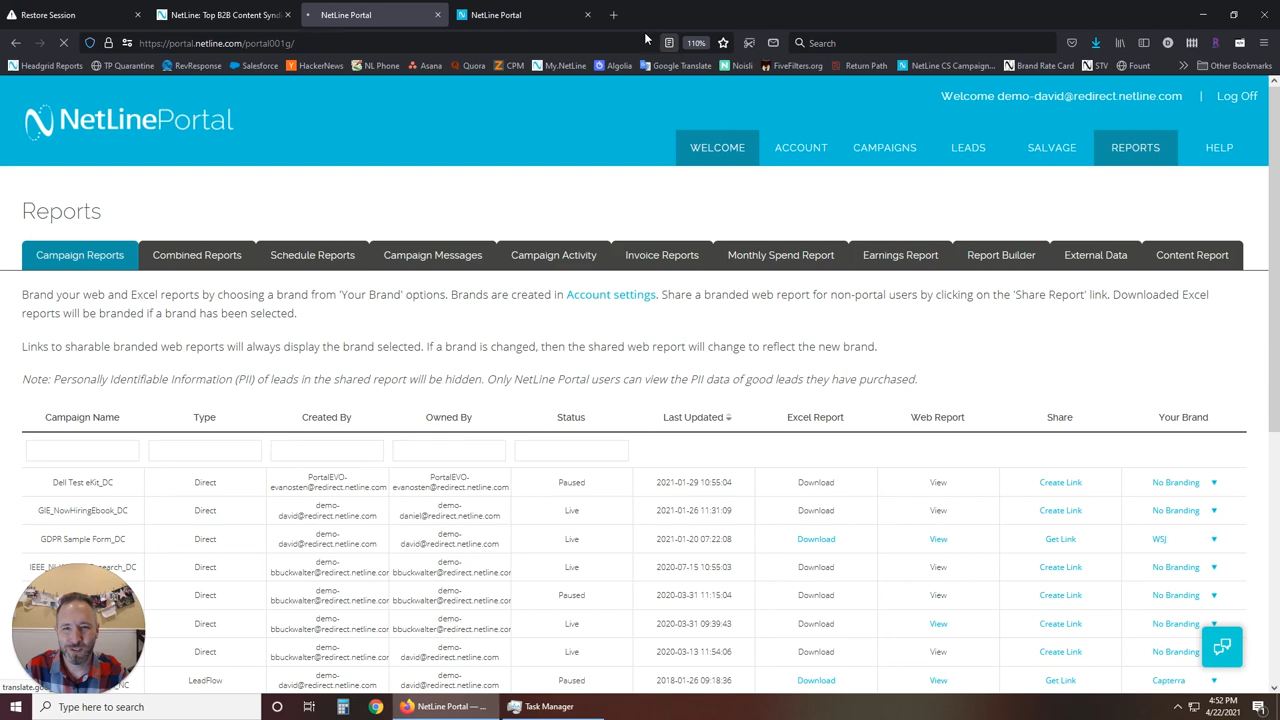 Restore Session
NetLine: Top B2B Content Syndi
NetLine Portal
NetLine Portal
https://portal.netline.com/portal001g/
110%
Search
Headgrid Reports
TP Quarantine
RevResponse
Salesforce
HackerNews
NL Phone
Asana
Quora
CPM
My.NetLine
Algolia
Google Translate
Noisli
FiveFilters.org
Return Path
NetLine CS Campaign...
Brand Rate Card
STV
Fount
Other Bookmarks
Welcome demo-david@redirect.netline.com | Log Off
NetLinePortal
WELCOME ACCOUNT CAMPAIGNS LEADS SALVAGE REPORTS HELP
Reports
Campaign Reports Combined Reports Schedule Reports Campaign Messages Campaign Activity Invoice Reports Monthly Spend Report Earnings Report Report Builder External Data Content Report
Brand your web and Excel reports by choosing a brand from 'Your Brand' options. Brands are created in Account settings. Share a branded web report for non-portal users by clicking on the 'Share Report' link. Downloaded Excel
reports will be branded if a brand has been selected.
Links to sharable branded web reports will always display the brand selected. If a brand is changed, then the shared web report will change to reflect the new brand.
Note: Personally Identifiable Information (PII) of leads in the shared report will be hidden. Only NetLine Portal users can view the PII data of good leads they have purchased.
Campaign Name Type Created By Owned By Status Last Updated Excel Report Web Report Share Your Brand
Dell Test eKit_DC Direct PortalEVO-evanosten@redirect.netline.com PortalEVO-evanosten@redirect.netline.com Paused 2021-01-29 10:55:04 Download View Create Link No Branding
GIE_NowHiringEbook_DC Direct demo-david@redirect.netline.com demo-daniel@redirect.netline.com Live 2021-01-26 11:31:09 Download View Create Link No Branding
GDPR Sample Form_DC Direct demo-david@redirect.netline.com demo-david@redirect.netline.com Live 2021-01-20 07:22:08 Download View Get Link WSJ
Direct demo-bbuckwalter@redirect.netline.cor demo-bbuckwalter@redirect.netline.cor Live 2020-07-15 10:55:03 Download View Create Link No Branding
Direct demo-bbuckwalter@redirect.netline.cor demo-bbuckwalter@redirect.netline.cor Paused 2020-03-31 11:15:04 Download View Create Link No Branding
Direct demo-bbuckwalter@redirect.netline.cor demo-bbuckwalter@redirect.netline.cor Live 2020-03-31 09:39:43 Download View Create Link No Branding
Direct demo-bbuckwalter@redirect.netline.cor demo-david@redirect.netline.com Live 2020-03-13 11:54:06 Download View Create Link No Branding
LeadFlow demo-david@redirect.netline.com demo-david@redirect.netline.com Paused 2018-01-26 09:18:36 Download View Get Link Capterra
translate.goo
Type here to search
NetLine Portal — ...
Task Manager
4:52 PM
4/22/2021